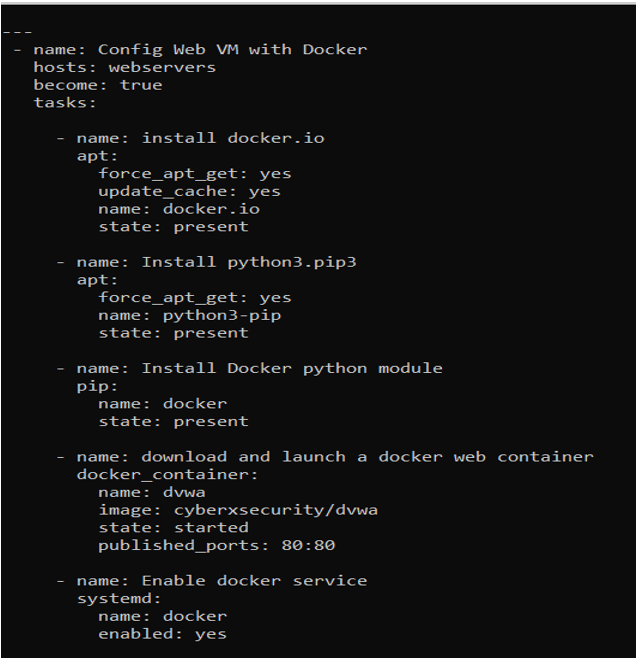 ---
 - name: Config Web VM with Docker
   hosts: webservers
   become: true
   tasks:

     - name: install docker.io
       apt:
         force_apt_get: yes
         update_cache: yes
         name: docker.io
         state: present

     - name: Install python3.pip3
       apt:
         force_apt_get: yes
         name: python3-pip
         state: present

     - name: Install Docker python module
       pip:
         name: docker
         state: present

     - name: download and launch a docker web container
       docker_container:
         name: dvwa
         image: cyberxsecurity/dvwa
         state: started
         published_ports: 80:80

     - name: Enable docker service
       systemd:
         name: docker
         enabled: yes